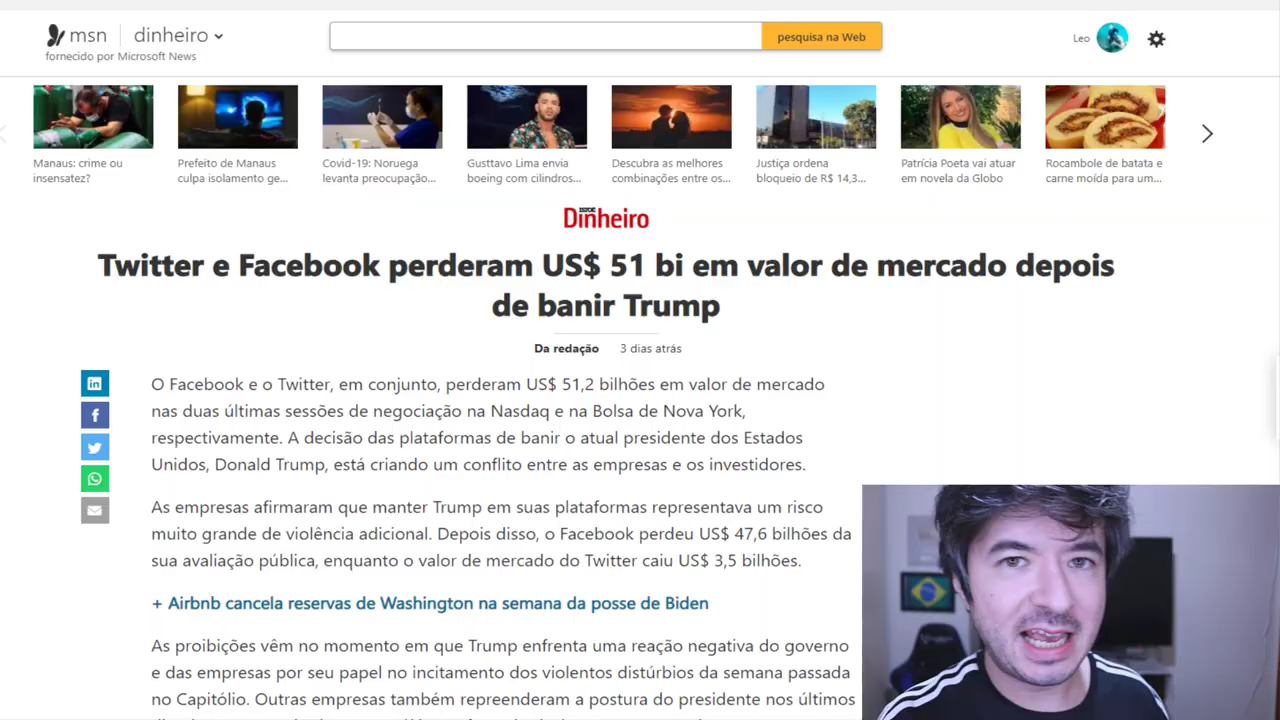 msn
dinheiro
fornecido por Microsoft News
pesquisa na Web
Leo
Manaus: crime ou
insensatez?
Prefeito de Manaus
culpa isolamento ge...
Covid-19: Noruega
levanta preocupação...
Gusttavo Lima envia
boeing com cilindros...
Descubra as melhores
combinações entre os...
Justiça ordena
bloqueio de R$ 14,3...
Patrícia Poeta vai atuar
em novela da Globo
Rocambole de batata e
carne moída para um...
ISTOÉ
Dinheiro
Twitter e Facebook perderam US$ 51 bi em valor de mercado depois
de banir Trump
Da redação 3 dias atrás
O Facebook e o Twitter, em conjunto, perderam US$ 51,2 bilhões em valor de mercado
nas duas últimas sessões de negociação na Nasdaq e na Bolsa de Nova York,
respectivamente. A decisão das plataformas de banir o atual presidente dos Estados
Unidos, Donald Trump, está criando um conflito entre as empresas e os investidores.
As empresas afirmaram que manter Trump em suas plataformas representava um risco
muito grande de violência adicional. Depois disso, o Facebook perdeu US$ 47,6 bilhões da
sua avaliação pública, enquanto o valor de mercado do Twitter caiu US$ 3,5 bilhões.
+ Airbnb cancela reservas de Washington na semana da posse de Biden
As proibições vêm no momento em que Trump enfrenta uma reação negativa do governo
e das empresas por seu papel no incitamento dos violentos distúrbios da semana passada
no Capitólio. Outras empresas também repreenderam a postura do presidente nos últimos